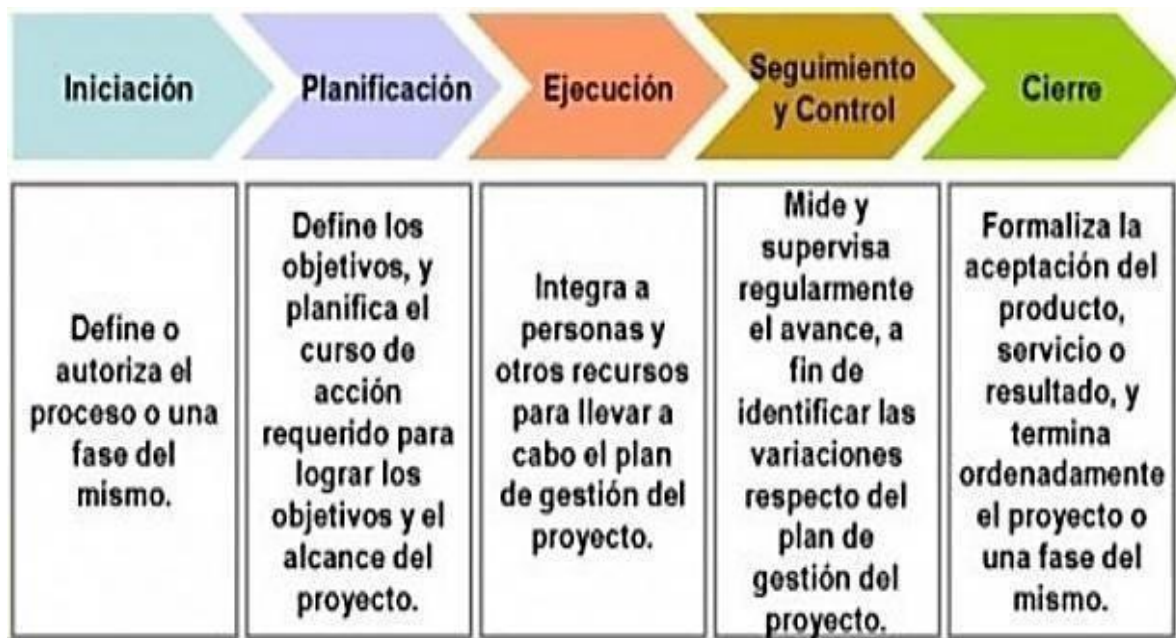 Iniciación
Planificación
Ejecución
Seguimiento
y Control
Cierre
Define o
autoriza el
proceso o una
fase del
mismo.
Define los
objetivos, y
planifica el
curso de
acción
requerido para
lograr los
objetivos y el
alcance del
proyecto.
Integra a
personas y
otros recursos
para llevar a
cabo el plan
de gestión del
proyecto.
Mide y
supervisa
regularmente
el avance, a
fin de
identificar las
variaciones
respecto del
plan de
gestión del
proyecto.
Formaliza la
aceptación del
producto,
servicio o
resultado, y
termina
ordenadamente
el proyecto o
una fase del
mismo.